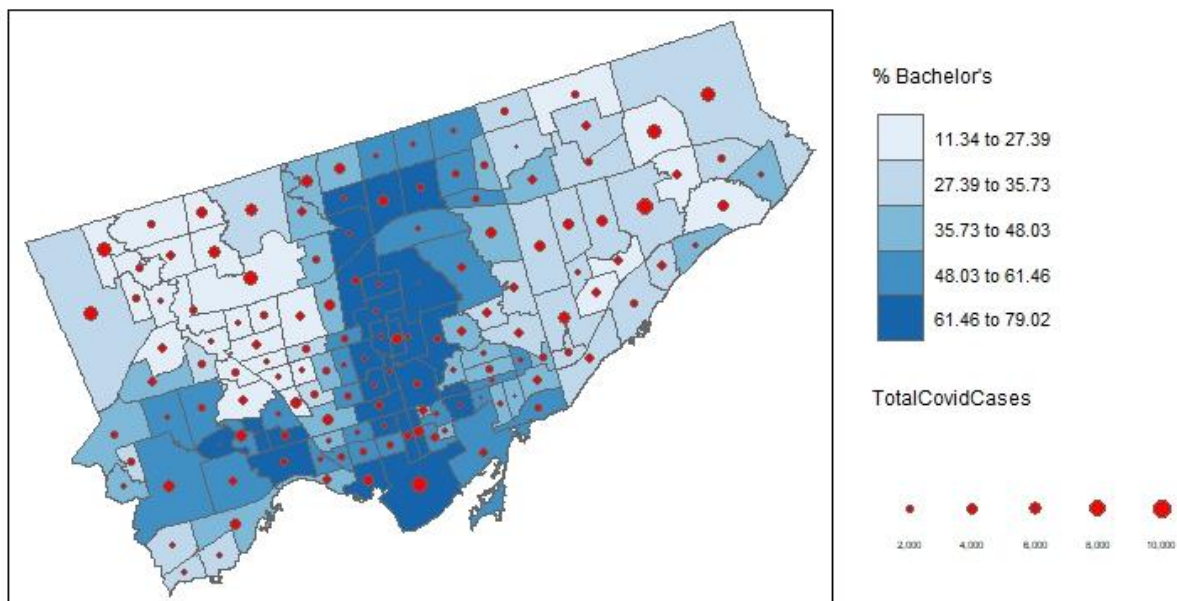 % Bachelor's
11.34 to 27.39
27.39 to 35.73
35.73 to 48.03
48.03 to 61.46
61.46 to 79.02
TotalCovidCases
2,000 4,000 6,000 8,000 10,000